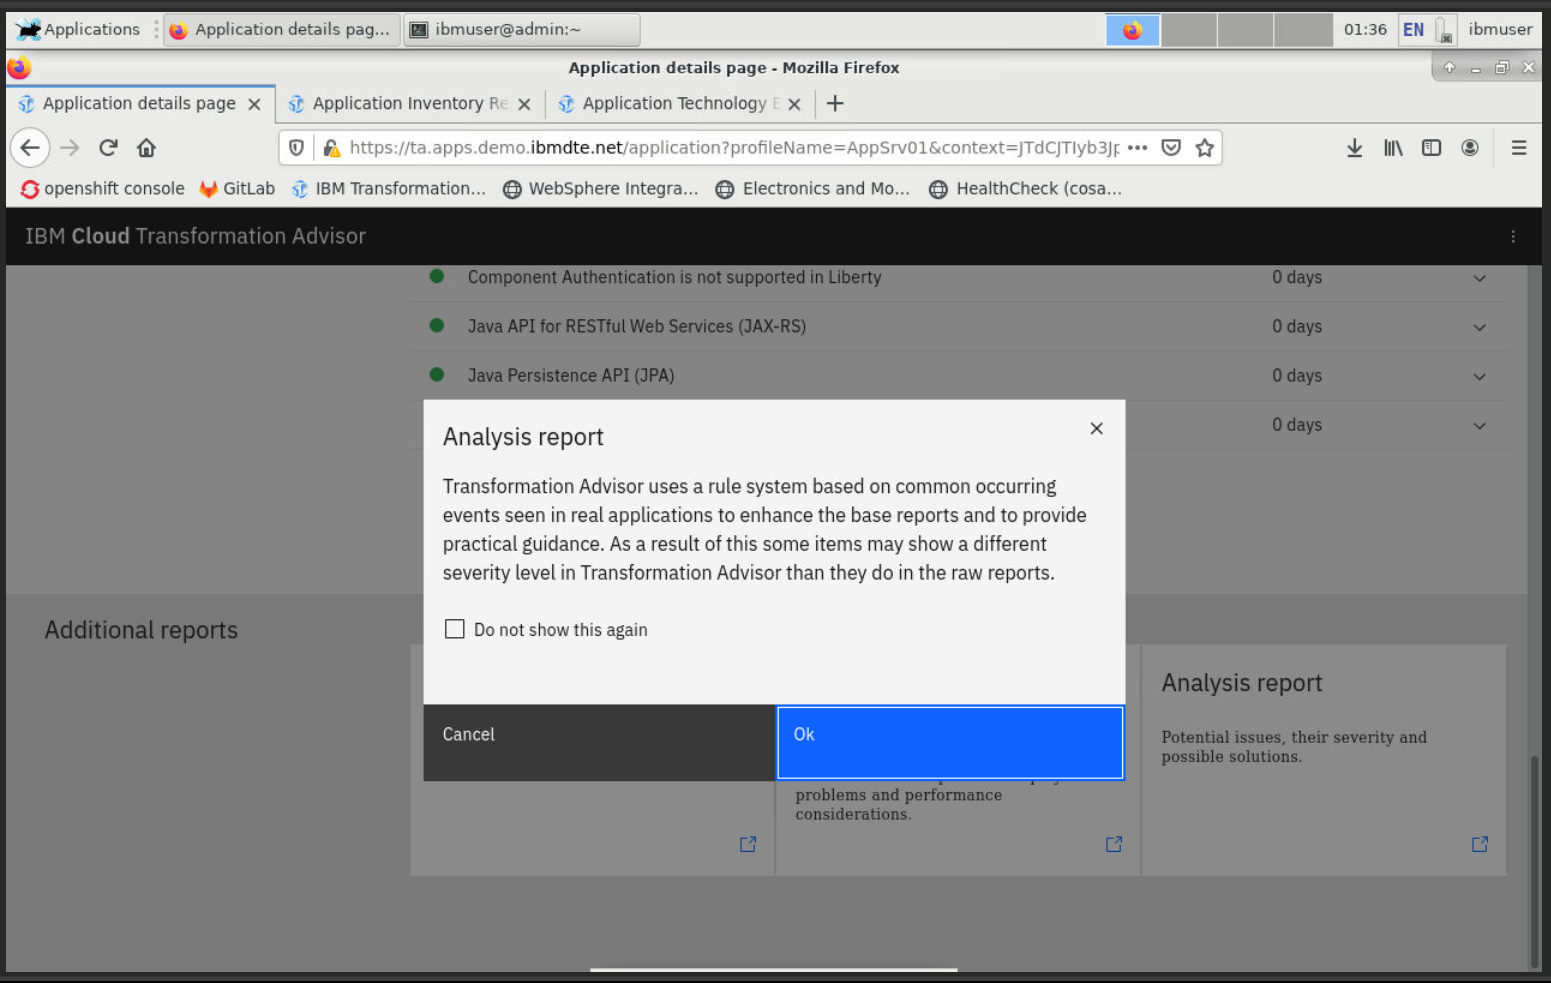 Applications
Application details pag...
ibmuser@admin:~
01:36
EN
ibmuser
Application details page - Mozilla Firefox
Application details page
Application Inventory Re
Application Technology E
https://ta.apps.demo.ibmdte.net/application?profileName=AppSrv01&context=JTdCJTIyb3Jp
openshift console
GitLab
IBM Transformation...
WebSphere Integra...
Electronics and Mo...
HealthCheck (cosa...
IBM Cloud Transformation Advisor
Component Authentication is not supported in Liberty
0 days
Java API for RESTful Web Services (JAX-RS)
0 days
Java Persistence API (JPA)
0 days
0 days
Analysis report
Transformation Advisor uses a rule system based on common occurring
events seen in real applications to enhance the base reports and to provide
practical guidance. As a result of this some items may show a different
severity level in Transformation Advisor than they do in the raw reports.
Do not show this again
Cancel
Ok
Additional reports
problems and performance
considerations.
Analysis report
Potential issues, their severity and
possible solutions.